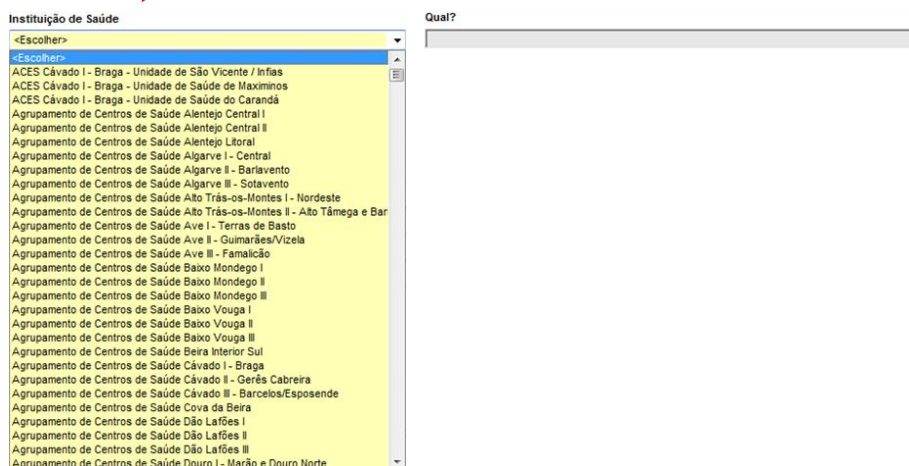 Instituição de Saúde
Qual?
<Escolher>
<Escolher>
ACES Cávado I - Braga - Unidade de São Vicente / Infias
ACES Cávado I - Braga - Unidade de Saúde de Maximinos
ACES Cávado I - Braga - Unidade de Saúde do Carandá
Agrupamento de Centros de Saúde Alentejo Central I
Agrupamento de Centros de Saúde Alentejo Central II
Agrupamento de Centros de Saúde Alentejo Litoral
Agrupamento de Centros de Saúde Algarve I - Central
Agrupamento de Centros de Saúde Algarve II - Barlavento
Agrupamento de Centros de Saúde Algarve III - Sotavento
Agrupamento de Centros de Saúde Alto Trás-os-Montes I - Nordeste
Agrupamento de Centros de Saúde Alto Trás-os-Montes II - Alto Tâmega e Bar
Agrupamento de Centros de Saúde Ave I - Terras de Basto
Agrupamento de Centros de Saúde Ave II - Guimarães/Vizela
Agrupamento de Centros de Saúde Ave III - Famalicão
Agrupamento de Centros de Saúde Baixo Mondego I
Agrupamento de Centros de Saúde Baixo Mondego II
Agrupamento de Centros de Saúde Baixo Mondego III
Agrupamento de Centros de Saúde Baixo Vouga I
Agrupamento de Centros de Saúde Baixo Vouga II
Agrupamento de Centros de Saúde Baixo Vouga III
Agrupamento de Centros de Saúde Beira Interior Sul
Agrupamento de Centros de Saúde Cávado I - Braga
Agrupamento de Centros de Saúde Cávado II - Gerês Cabreira
Agrupamento de Centros de Saúde Cávado III - Barcelos/Esposende
Agrupamento de Centros de Saúde Cova da Beira
Agrupamento de Centros de Saúde Dão Lafões I
Agrupamento de Centros de Saúde Dão Lafões II
Agrupamento de Centros de Saúde Dão Lafões III
Agrupamento de Centros de Saúde Douro I - Marão e Douro Norte